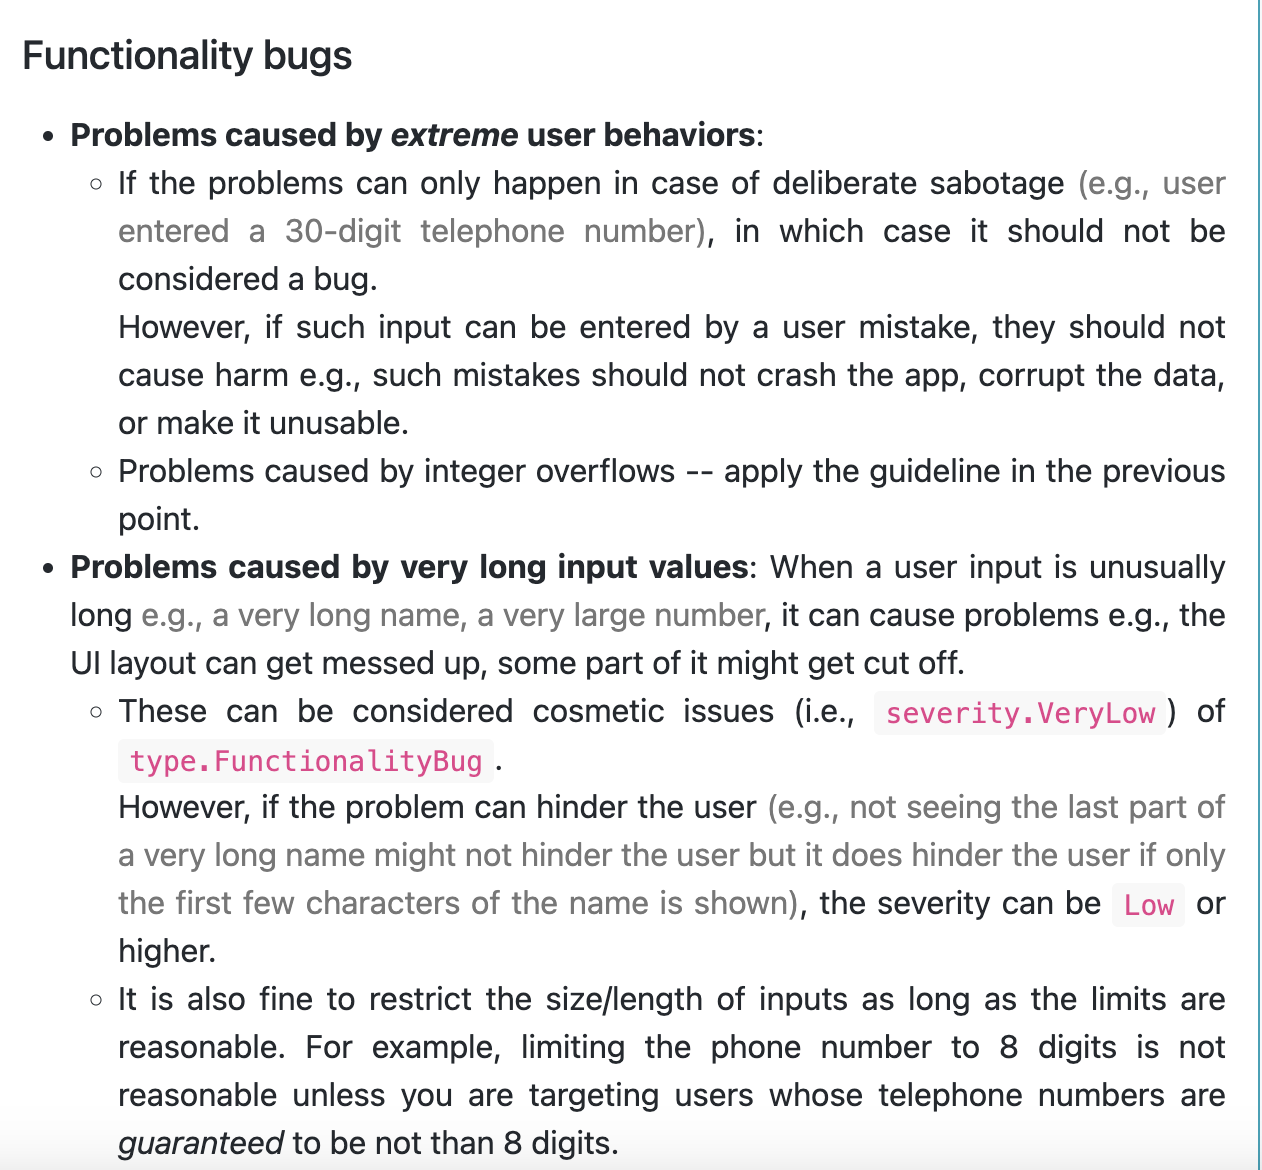 Functionality bugs
• Problems caused by extreme user behaviors:
◦ If the problems can only happen in case of deliberate sabotage (e.g., user
entered a 30-digit telephone number), in which case it should not be
considered a bug.
However, if such input can be entered by a user mistake, they should not
cause harm e.g., such mistakes should not crash the app, corrupt the data,
or make it unusable.
◦ Problems caused by integer overflows -- apply the guideline in the previous
point.
• Problems caused by very long input values: When a user input is unusually
long e.g., a very long name, a very large number, it can cause problems e.g., the
UI layout can get messed up, some part of it might get cut off.
◦ These can be considered cosmetic issues (i.e., severity.VeryLow) of
type.FunctionalityBug.
However, if the problem can hinder the user (e.g., not seeing the last part of
a very long name might not hinder the user but it does hinder the user if only
the first few characters of the name is shown), the severity can be Low or
higher.
◦ It is also fine to restrict the size/length of inputs as long as the limits are
reasonable. For example, limiting the phone number to 8 digits is not
reasonable unless you are targeting users whose telephone numbers are
guaranteed to be not than 8 digits.